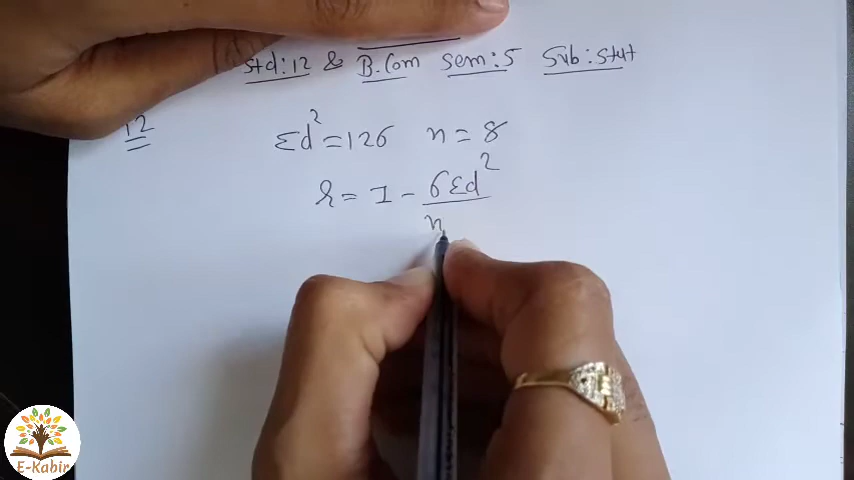 Std:12 & B.Com Sem:5 Sub:Stat
12
Σd²=126 n=8
r = 1 - 6Σd²
n
E-Kabir